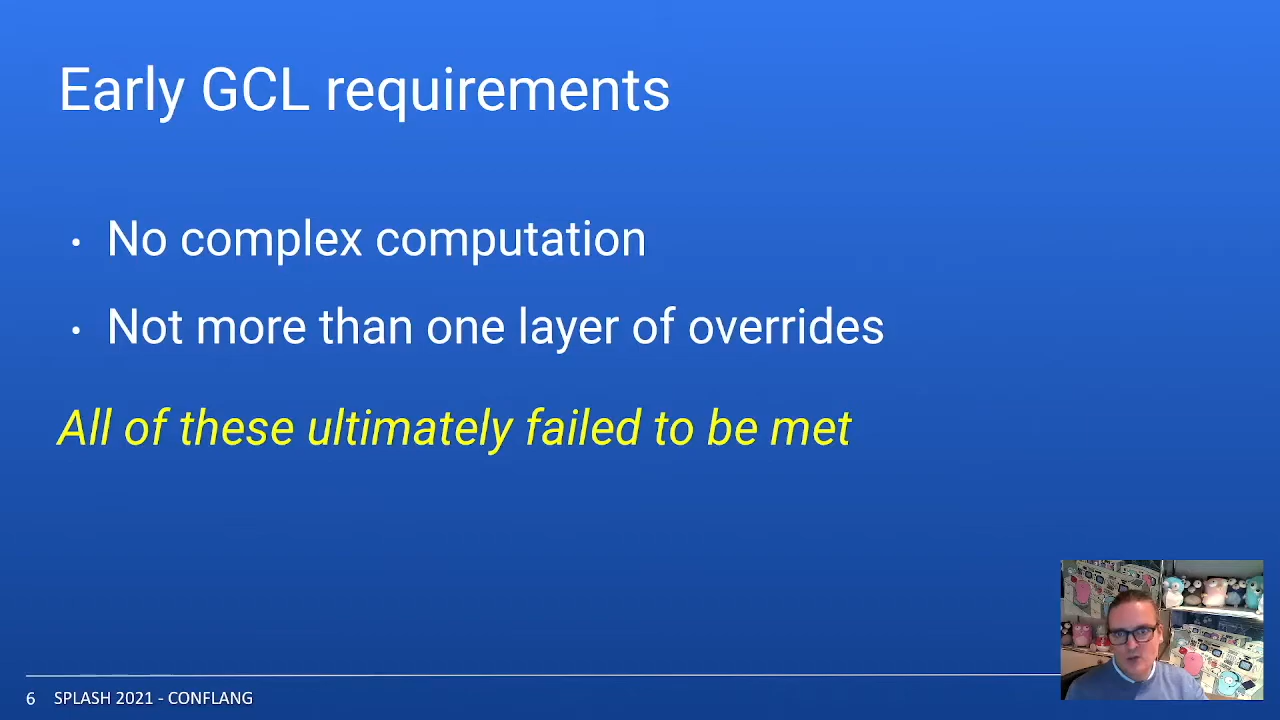 Early GCL requirements
• No complex computation
• Not more than one layer of overrides
All of these ultimately failed to be met
6 SPLASH 2021 - CONFLANG